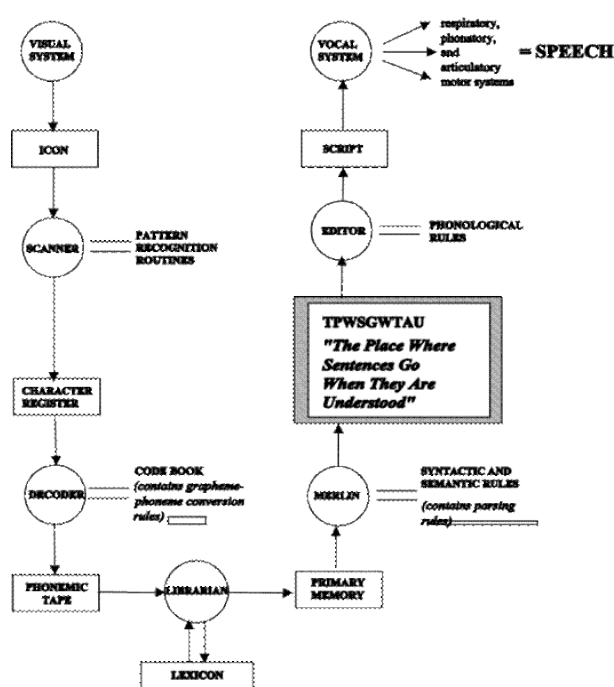 VISUAL
SYSTEM
ICON
SCANNER
PATTERN
RECOGNITION
ROUTINES
CHARACTER
REGISTER
DECODER
CODE BOOK
(contains grapheme-
phoneme conversion
rules)
PHONEMIC
TAPE
LIBRARIAN
LEXICON
PRIMARY
MEMORY
MERLIN
SYNTACTIC AND
SEMANTIC RULES
(contains parsing
rules)
TPWSGWTAU
"The Place Where
Sentences Go
When They Are
Understood"
EDITOR
PHONOLOGICAL
RULES
SCRIPT
VOCAL
SYSTEM
respiratory,
phonatory,
and
articulatory
motor systems
= SPEECH